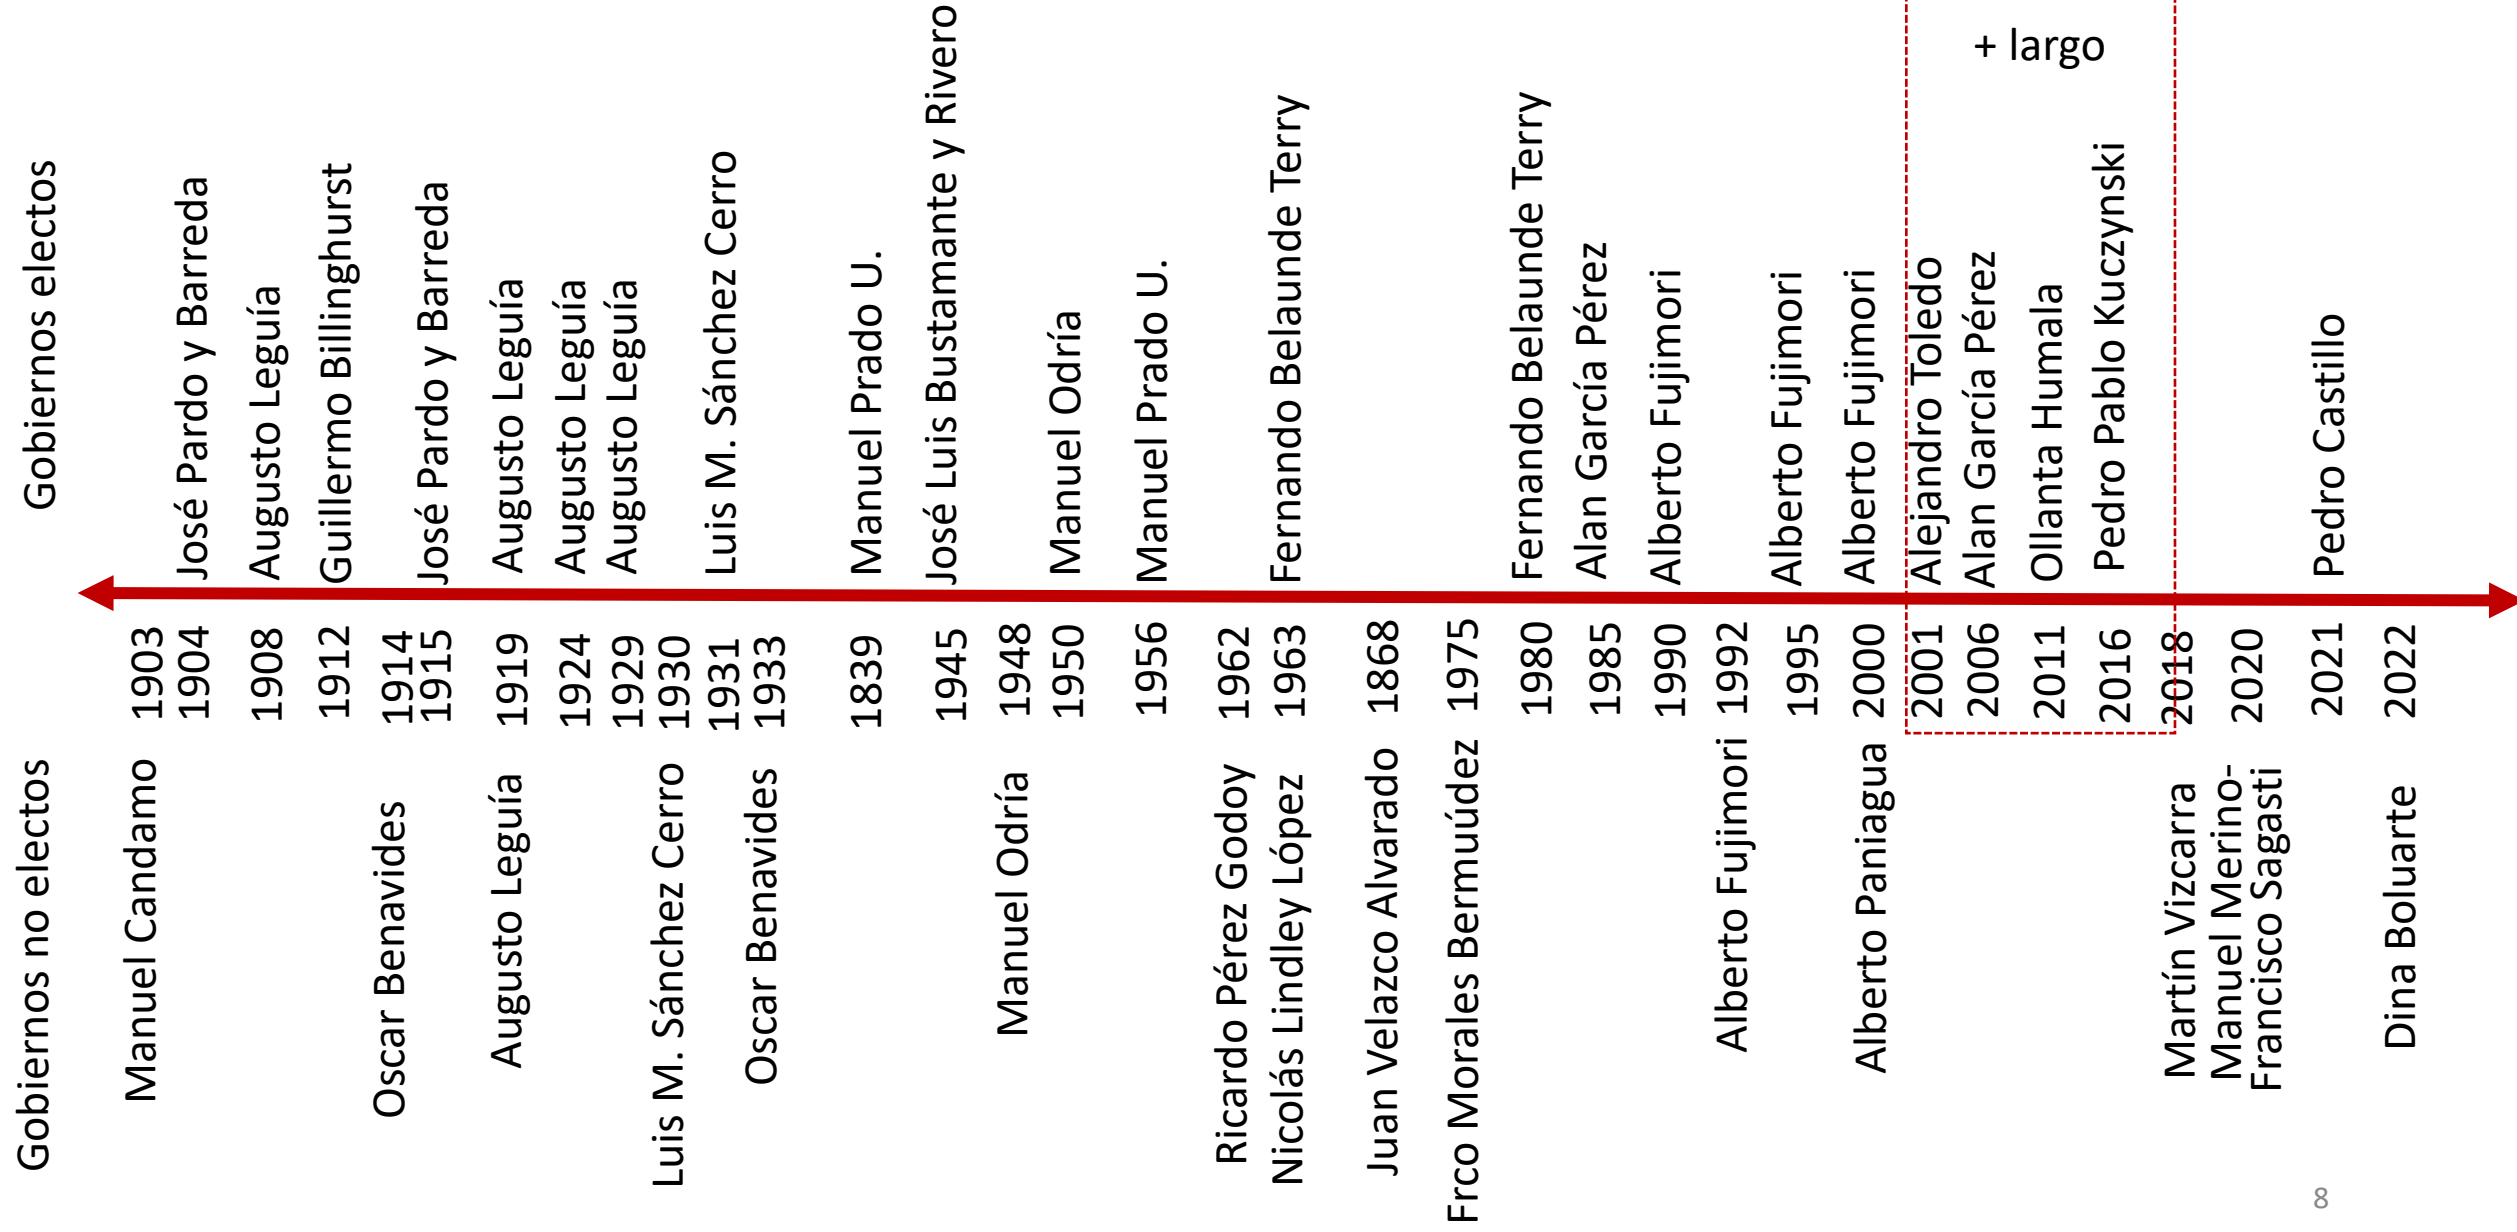 + largo
Gobiernos electos
José Pardo y Barreda
Augusto Leguía
Guillermo Billinghurst
José Pardo y Barreda
Augusto Leguía
Augusto Leguía
Augusto Leguía
Luis M. Sánchez Cerro
Manuel Prado U.
José Luis Bustamante y Rivero
Manuel Odría
Manuel Prado U.
Fernando Belaunde Terry
Fernando Belaunde Terry
Alan García Pérez
Alberto Fujimori
Alberto Fujimori
Alberto Fujimori
Alejandro Toledo
Alan García Pérez
Ollanta Humala
Pedro Pablo Kuczynski
Pedro Castillo
1903
1904
1908
1912
1914
1915
1919
1924
1929
1930
1931
1933
1839
1945
1948
1950
1956
1962
1963
1868
1975
1980
1985
1990
1992
1995
2000
2001
2006
2011
2016
2018
2020
2021
2022
Gobiernos no electos
Manuel Candamo
Oscar Benavides
Augusto Leguía
Luis M. Sánchez Cerro
Oscar Benavides
Manuel Odría
Ricardo Pérez Godoy
Nicolás Lindley López
Juan Velazco Alvarado
Frco Morales Bermuúdez
Alberto Fujimori
Alberto Paniagua
Martín Vizcarra
Manuel Merino-
Francisco Sagasti
Dina Boluarte
8